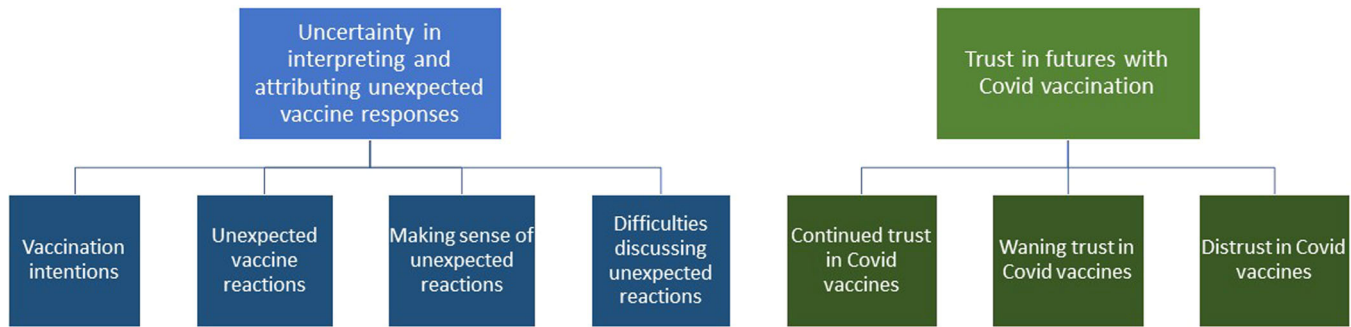 Uncertainty in
interpreting and
attributing unexpected
vaccine responses
Trust in futures with
Covid vaccination
Vaccination
intentions
Unexpected
vaccine
reactions
Making sense of
unexpected
reactions
Difficulties
discussing
unexpected
reactions
Continued trust
in Covid
vaccines
Waning trust in
Covid vaccines
Distrust in Covid
vaccines